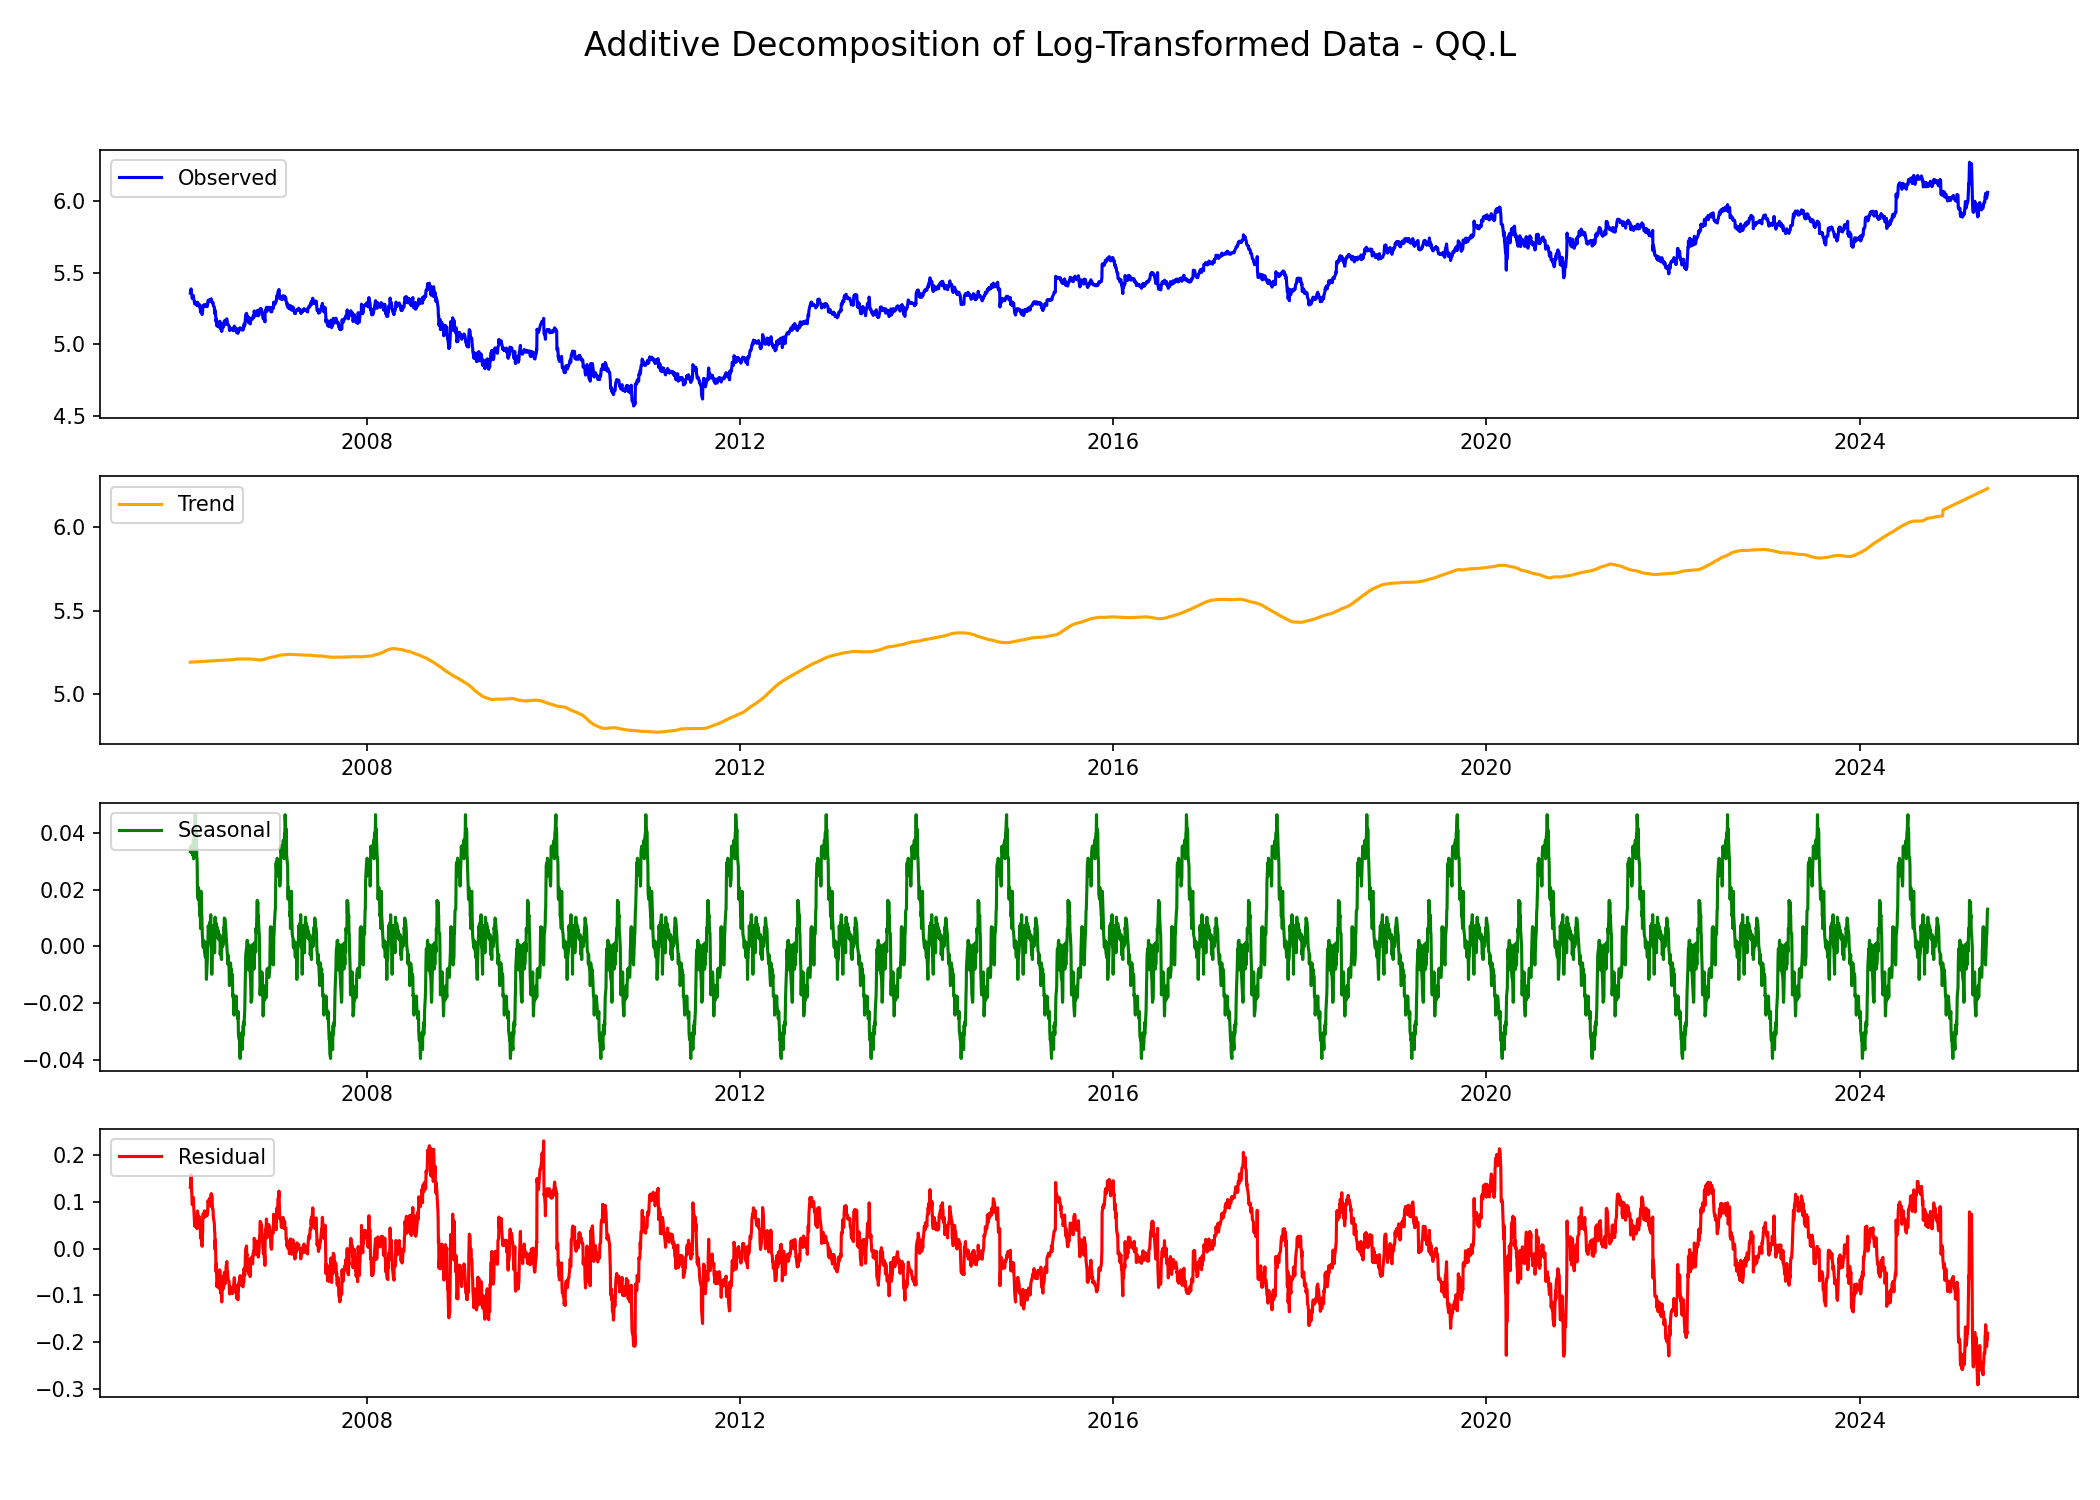 Additive Decomposition of Log-Transformed Data - QQ.L
Observed
6.0
5.5
5.0
4.5
2008 2012 2016 2020 2024
Trend
6.0
5.5
5.0
2008 2012 2016 2020 2024
Seasonal
0.04
0.02
0.00
−0.02
−0.04
2008 2012 2016 2020 2024
Residual
0.2
0.1
0.0
−0.1
−0.2
−0.3
2008 2012 2016 2020 2024